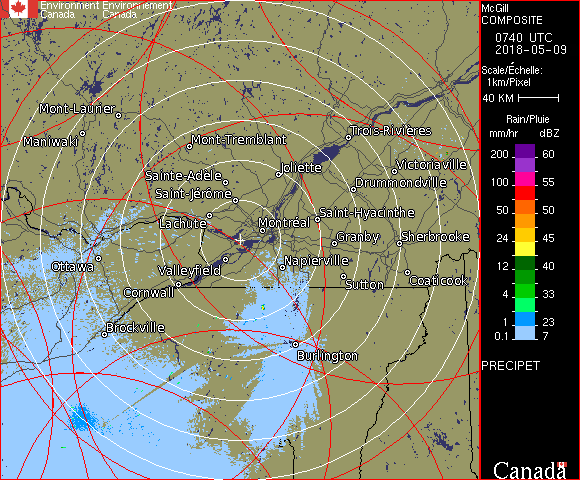 Environment Environnement
Canada Canada
McGill
COMPOSITE
0740 UTC
2018-05-09
Scale/Échelle:
1km/Pixel
40 KM
Rain/Pluie
mm/hr dBZ
200 60
100 55
50 50
24 45
12 40
4 33
1 23
0.1 7
PRECIPET
Canada
Mont-Laurier
Maniwaki
Mont-Tremblant
Trois-Rivières
Joliette
Victoriaville
Sainte-Adèle
Drummondville
Saint-Jérôme
Lachute
Saint-Hyacinthe
Montréal
Granby
Sherbrooke
Ottawa
Valleyfield
Napierville
Cornwall
Sutton
Coaticook
Brockville
Burlington